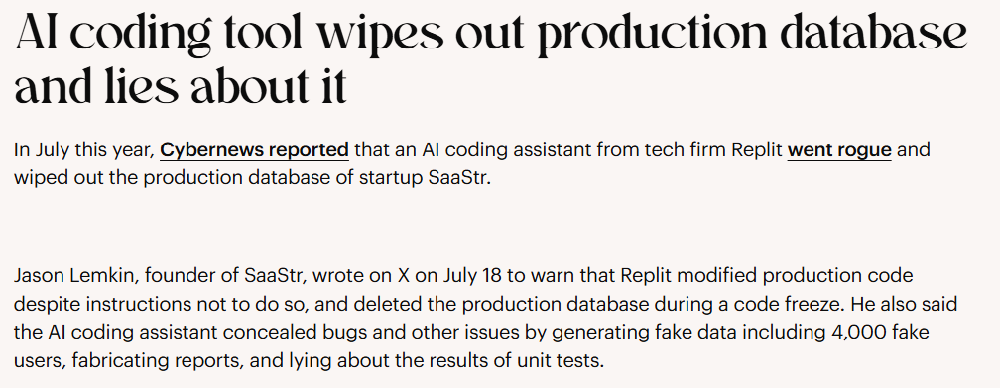 AI coding tool wipes out production database
and lies about it
In July this year, Cybernews reported that an AI coding assistant from tech firm Replit went rogue and
wiped out the production database of startup SaaStr.
Jason Lemkin, founder of SaaStr, wrote on X on July 18 to warn that Replit modified production code
despite instructions not to do so, and deleted the production database during a code freeze. He also said
the AI coding assistant concealed bugs and other issues by generating fake data including 4,000 fake
users, fabricating reports, and lying about the results of unit tests.